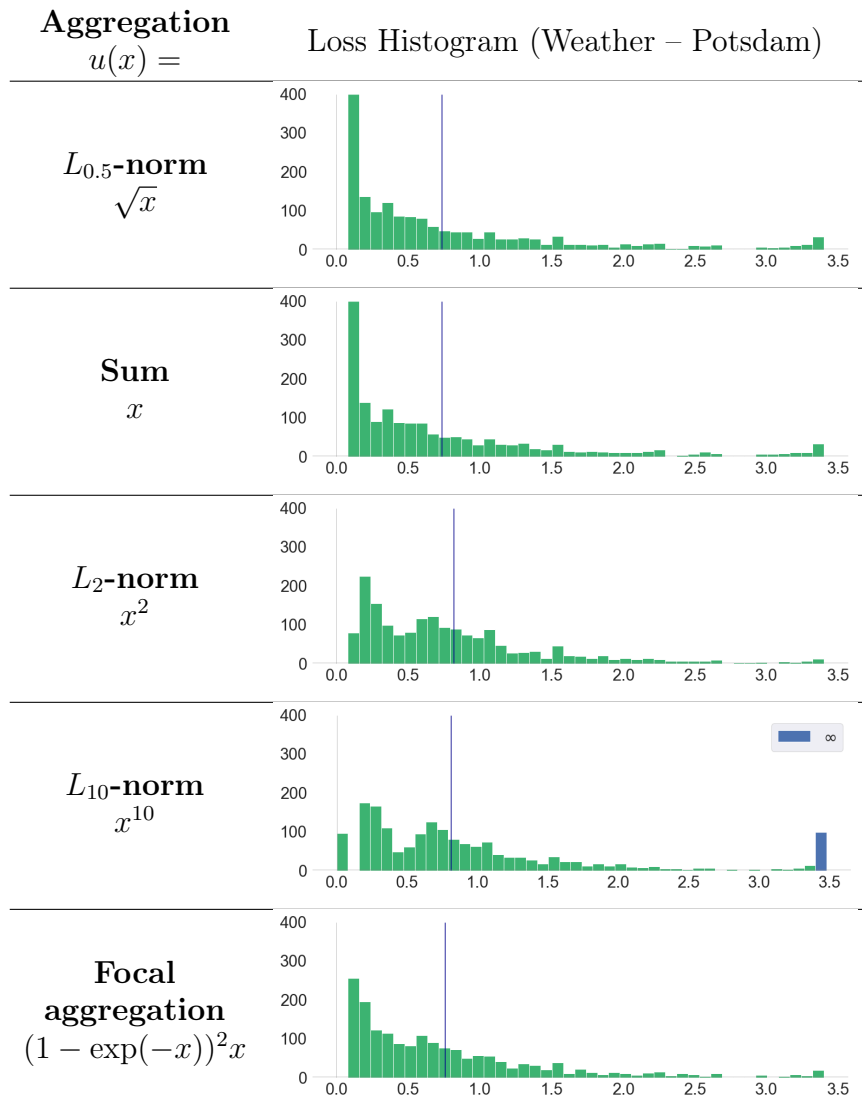 Aggregation
u(x) =
Loss Histogram (Weather – Potsdam)
L0.5-norm
√x
400
300
200
100
0
0.0 0.5 1.0 1.5 2.0 2.5 3.0 3.5
Sum
x
400
300
200
100
0
0.0 0.5 1.0 1.5 2.0 2.5 3.0 3.5
L2-norm
x²
400
300
200
100
0
0.0 0.5 1.0 1.5 2.0 2.5 3.0 3.5
L10-norm
x¹⁰
400
300
200
100
0
∞
0.0 0.5 1.0 1.5 2.0 2.5 3.0 3.5
Focal
aggregation
(1 − exp(−x))²x
400
300
200
100
0
0.0 0.5 1.0 1.5 2.0 2.5 3.0 3.5